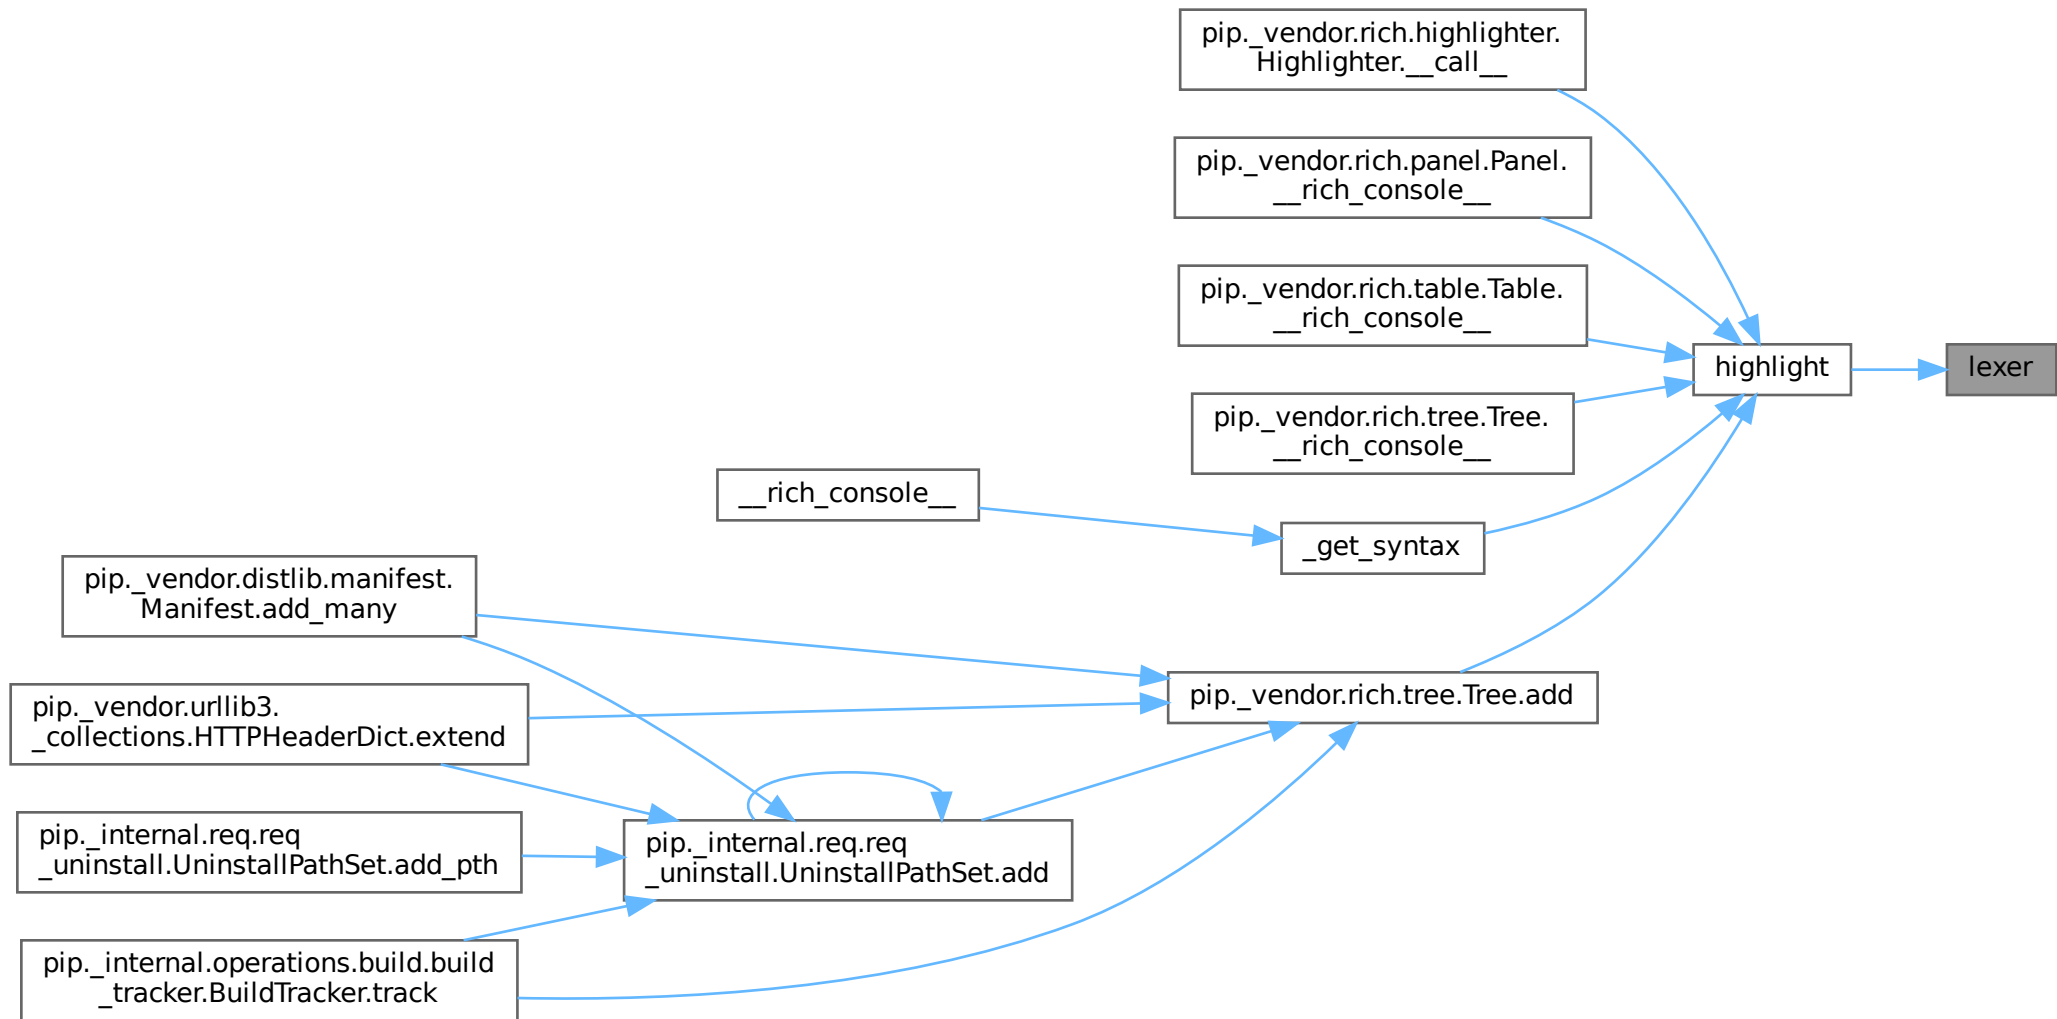 pip._vendor.rich.highlighter.
Highlighter.__call__
pip._vendor.rich.panel.Panel.
__rich_console__
pip._vendor.rich.table.Table.
__rich_console__
highlight
lexer
pip._vendor.rich.tree.Tree.
__rich_console__
__rich_console__
_get_syntax
pip._vendor.distlib.manifest.
Manifest.add_many
pip._vendor.rich.tree.Tree.add
pip._vendor.urllib3.
_collections.HTTPHeaderDict.extend
pip._internal.req.req
_uninstall.UninstallPathSet.add_pth
pip._internal.req.req
_uninstall.UninstallPathSet.add
pip._internal.operations.build.build
_tracker.BuildTracker.track